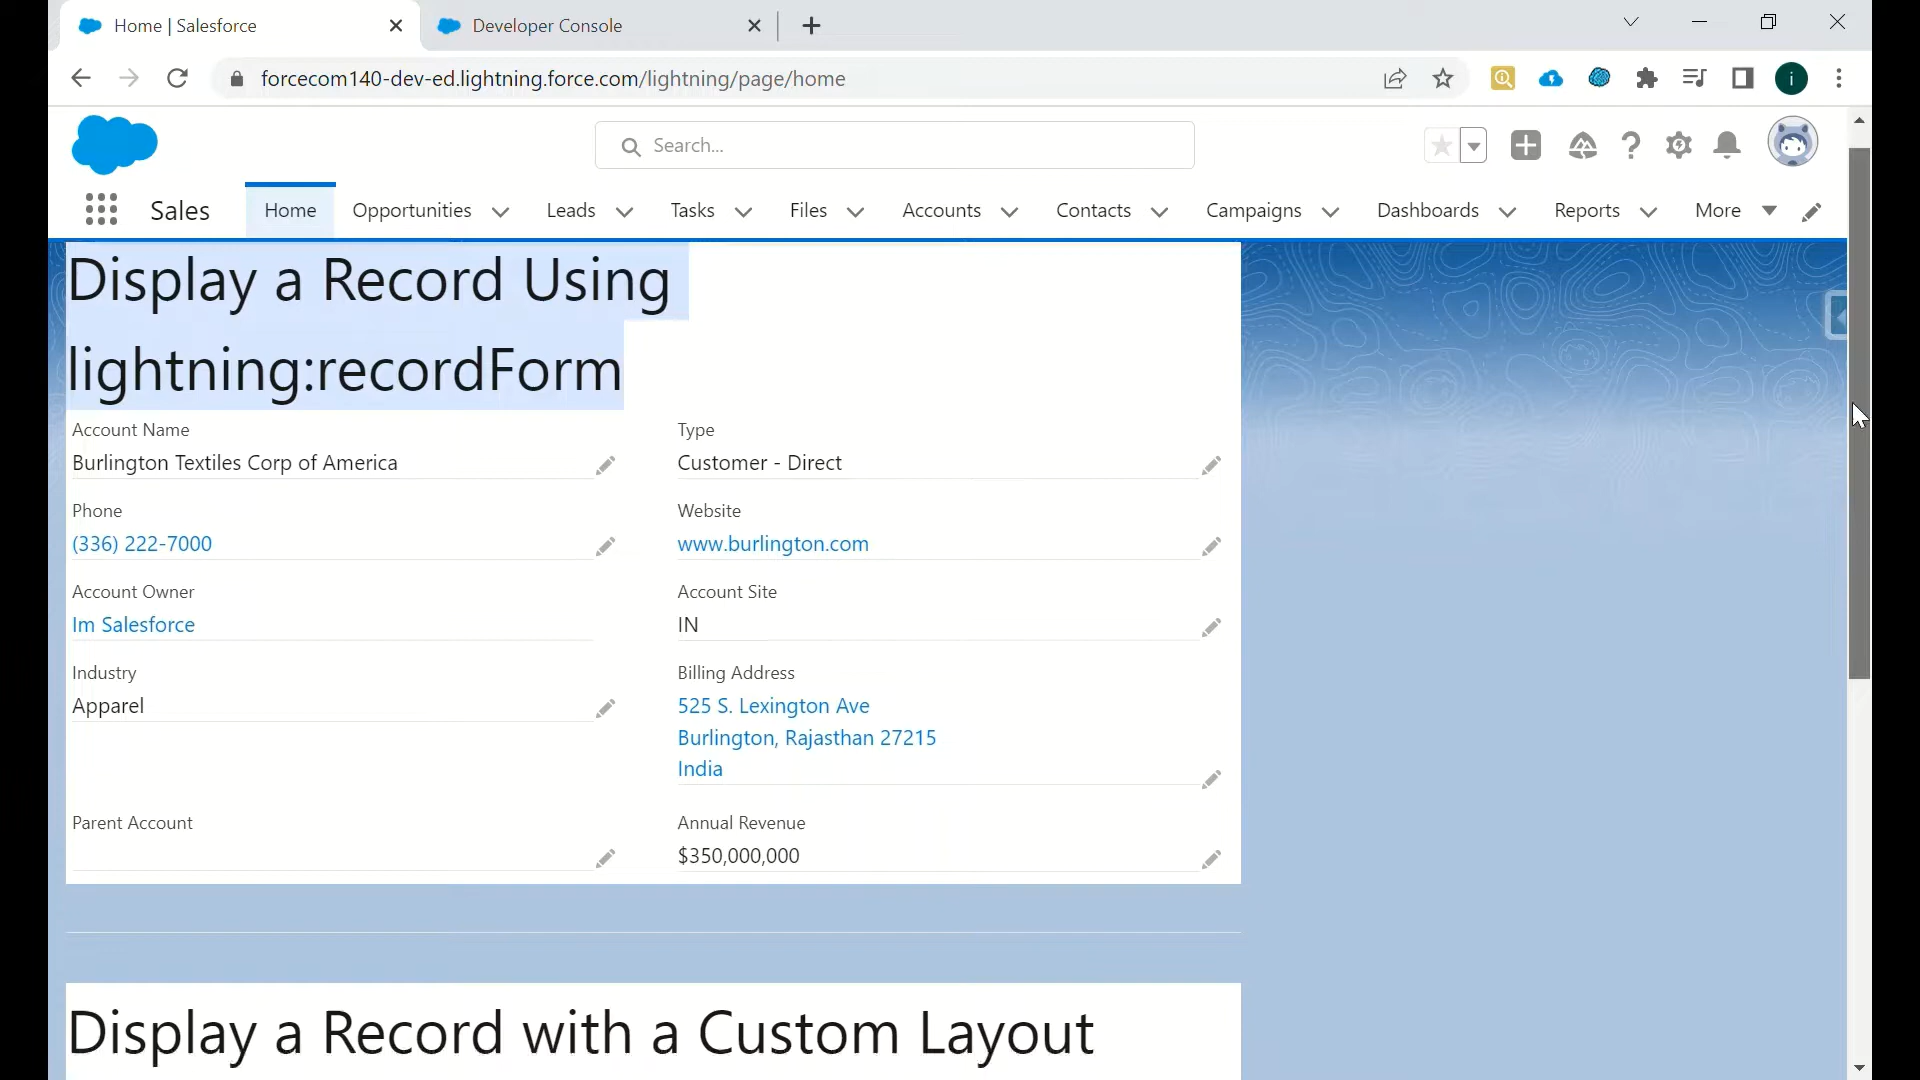 Home | Salesforce
Developer Console
forcecom140-dev-ed.lightning.force.com/lightning/page/home
i
Search...
Sales
Home
Opportunities
Leads
Tasks
Files
Accounts
Contacts
Campaigns
Dashboards
Reports
More
Display a Record Using
lightning:recordForm
Account Name
Burlington Textiles Corp of America
Type
Customer - Direct
Phone
(336) 222-7000
Website
www.burlington.com
Account Owner
Im Salesforce
Account Site
IN
Industry
Apparel
Billing Address
525 S. Lexington Ave
Burlington, Rajasthan 27215
India
Parent Account
Annual Revenue
$350,000,000
Display a Record with a Custom Layout